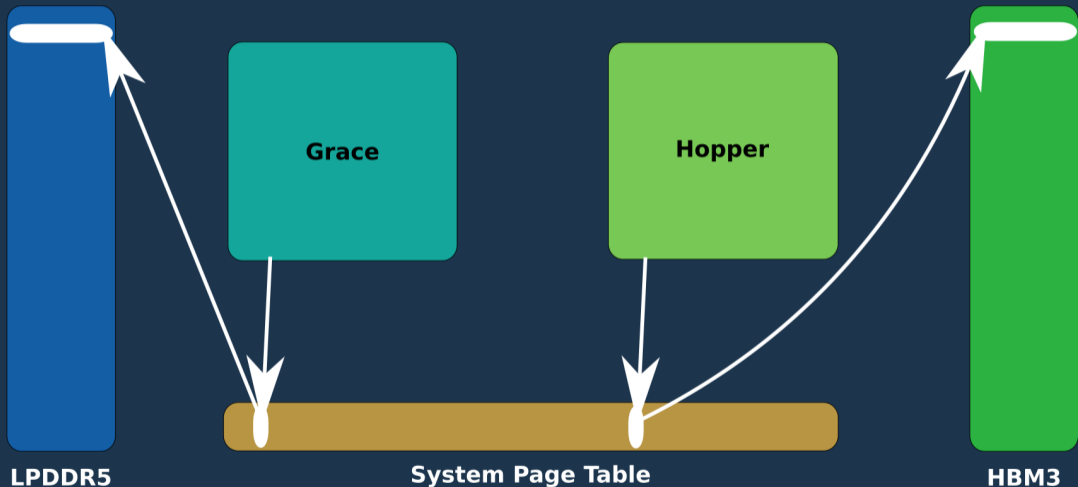 Grace
Hopper
LPDDR5
System Page Table
HBM3